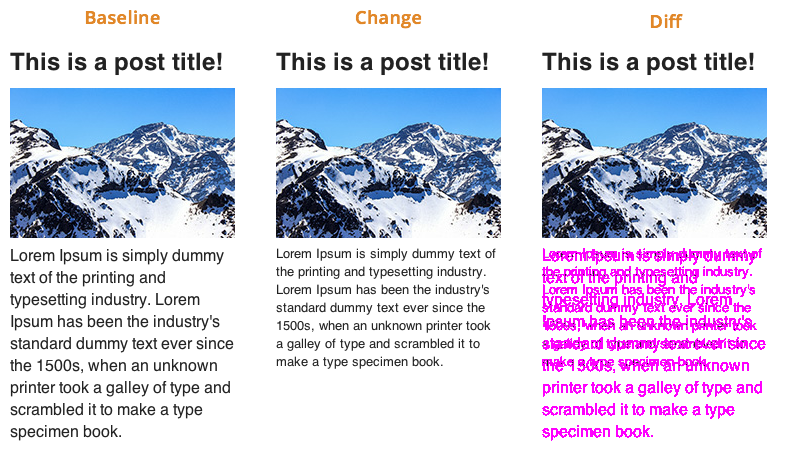 Baseline
This is a post title!
Lorem Ipsum is simply dummy
text of the printing and
typesetting industry. Lorem
Ipsum has been the industry's
standard dummy text ever since
the 1500s, when an unknown
printer took a galley of type and
scrambled it to make a type
specimen book.
Change
This is a post title!
Lorem Ipsum is simply dummy text of
the printing and typesetting industry.
Lorem Ipsum has been the industry's
standard dummy text ever since the
1500s, when an unknown printer took
a galley of type and scrambled it to
make a type specimen book.
Diff
This is a post title!
the 1500s, when an unknown
printer took a galley of type and
scrambled it to make a type
specimen book.